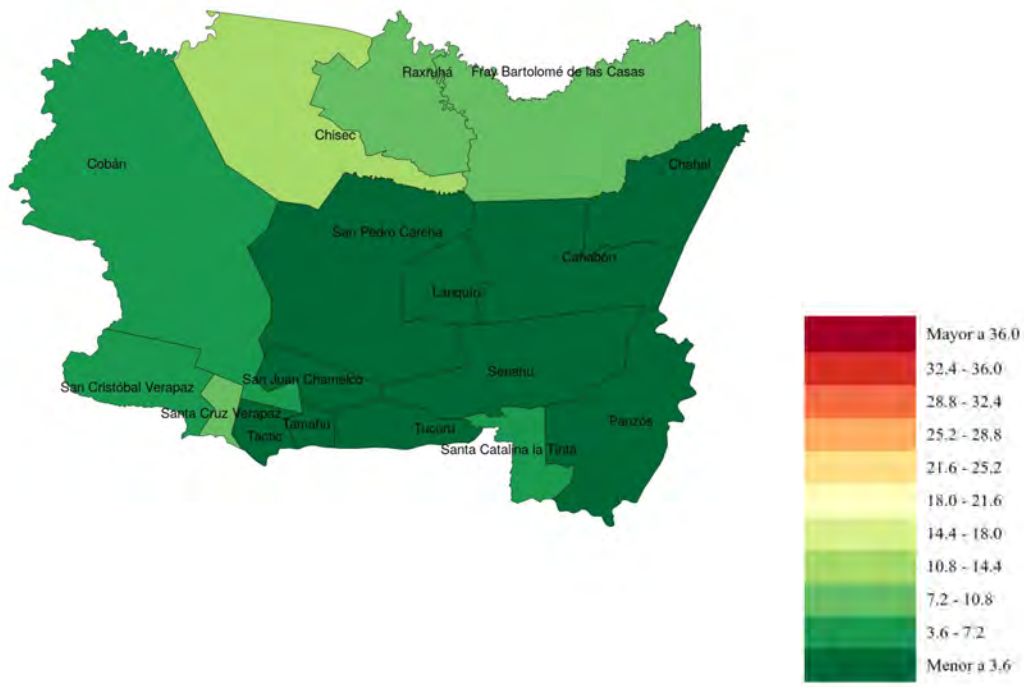 Raxruhá
Fray Bartolomé de las Casas
Chisec
Cobán
Chahal
San Pedro Carcha
Cahabón
Lanquín
Senahú
San Juan Chamelco
San Cristóbal Verapaz
Santa Cruz Verapaz
Tamahú
Tactic
Tucurú
Panzós
Santa Catalina la Tinta
Mayor a 36.0
32.4 - 36.0
28.8 - 32.4
25.2 - 28.8
21.6 - 25.2
18.0 - 21.6
14.4 - 18.0
10.8 - 14.4
7.2 - 10.8
3.6 - 7.2
Menor a 3.6